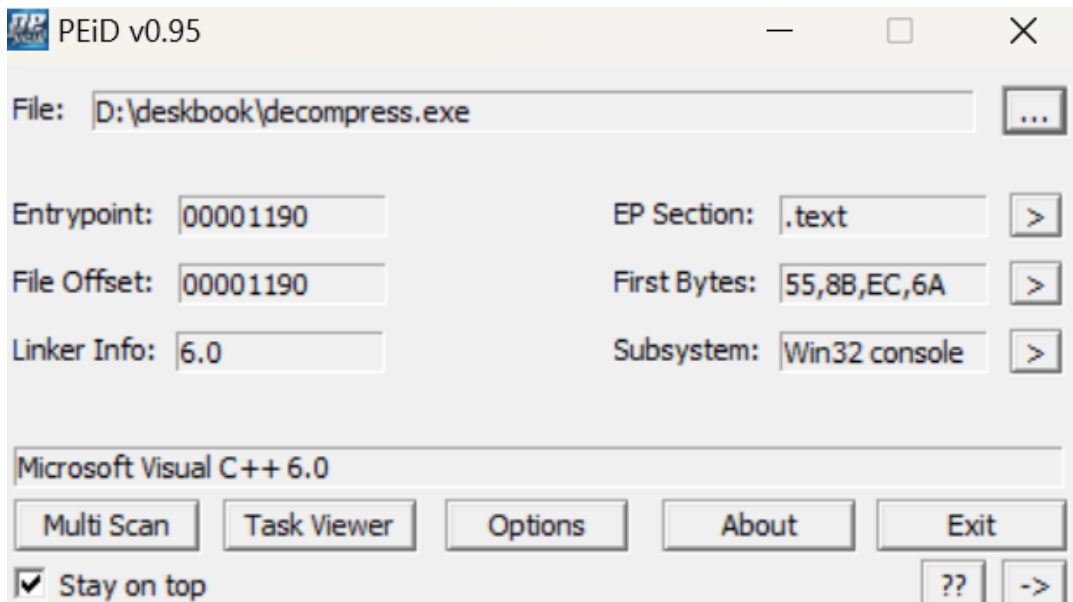 PEiD v0.95
File: D:\deskbook\decompress.exe ...
Entrypoint: 00001190 EP Section: .text >
File Offset: 00001190 First Bytes: 55,8B,EC,6A >
Linker Info: 6.0 Subsystem: Win32 console >
Microsoft Visual C++ 6.0
Multi Scan Task Viewer Options About Exit
Stay on top ?? ->